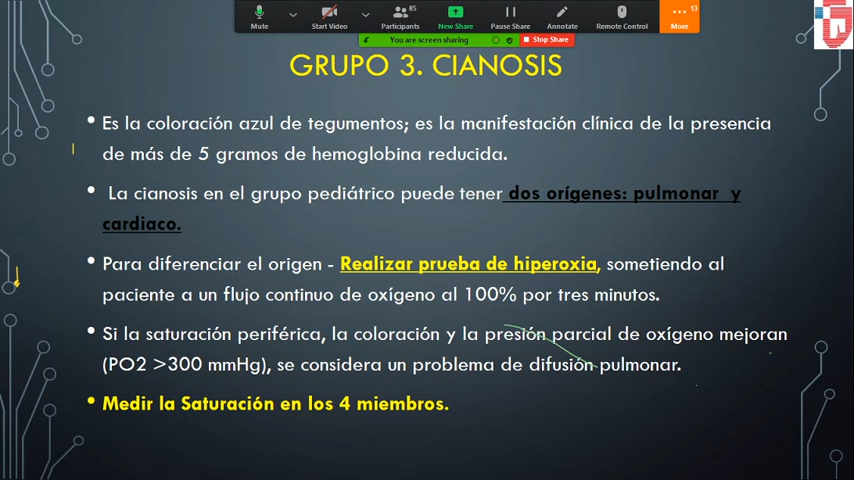 13
85
Mute
Start Video
Participants
New Share
Pause Share
Annotate
Remote Control
More
You are screen sharing
Stop Share
GRUPO 3. CIANOSIS
• Es la coloración azul de tegumentos; es la manifestación clínica de la presencia
de más de 5 gramos de hemoglobina reducida.
• La cianosis en el grupo pediátrico puede tener dos orígenes: pulmonar y
cardiaco.
• Para diferenciar el origen - Realizar prueba de hiperoxia, sometiendo al
paciente a un flujo continuo de oxígeno al 100% por tres minutos.
• Si la saturación periférica, la coloración y la presión parcial de oxígeno mejoran
(PO2 >300 mmHg), se considera un problema de difusión pulmonar.
• Medir la Saturación en los 4 miembros.